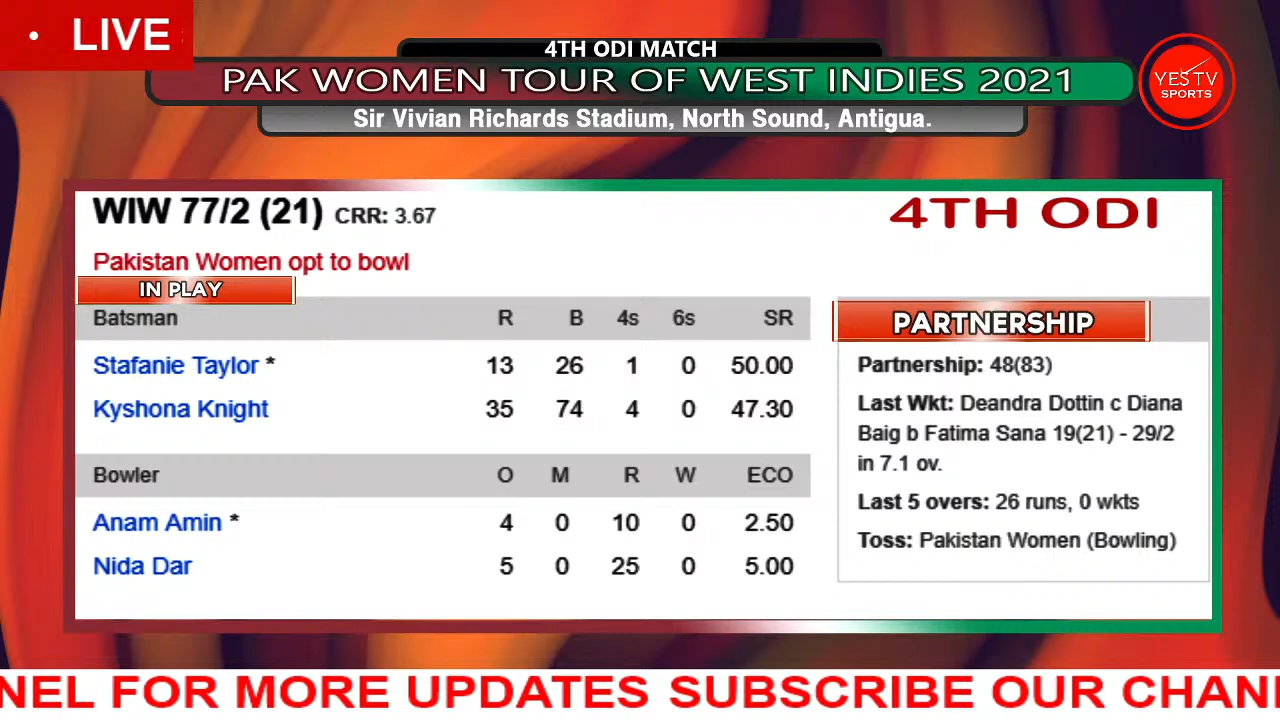 • LIVE
4TH ODI MATCH
PAK WOMEN TOUR OF WEST INDIES 2021
Sir Vivian Richards Stadium, North Sound, Antigua.
YESTV
SPORTS
WIW 77/2 (21) CRR: 3.67
4TH ODI
Pakistan Women opt to bowl
IN PLAY
Batsman R B 4s 6s SR
Stafanie Taylor * 13 26 1 0 50.00
Kyshona Knight 35 74 4 0 47.30
Bowler O M R W ECO
Anam Amin * 4 0 10 0 2.50
Nida Dar 5 0 25 0 5.00
PARTNERSHIP
Partnership: 48(83)
Last Wkt: Deandra Dottin c Diana
Baig b Fatima Sana 19(21) - 29/2
in 7.1 ov.
Last 5 overs: 26 runs, 0 wkts
Toss: Pakistan Women (Bowling)
NEL FOR MORE UPDATES SUBSCRIBE OUR CHAN